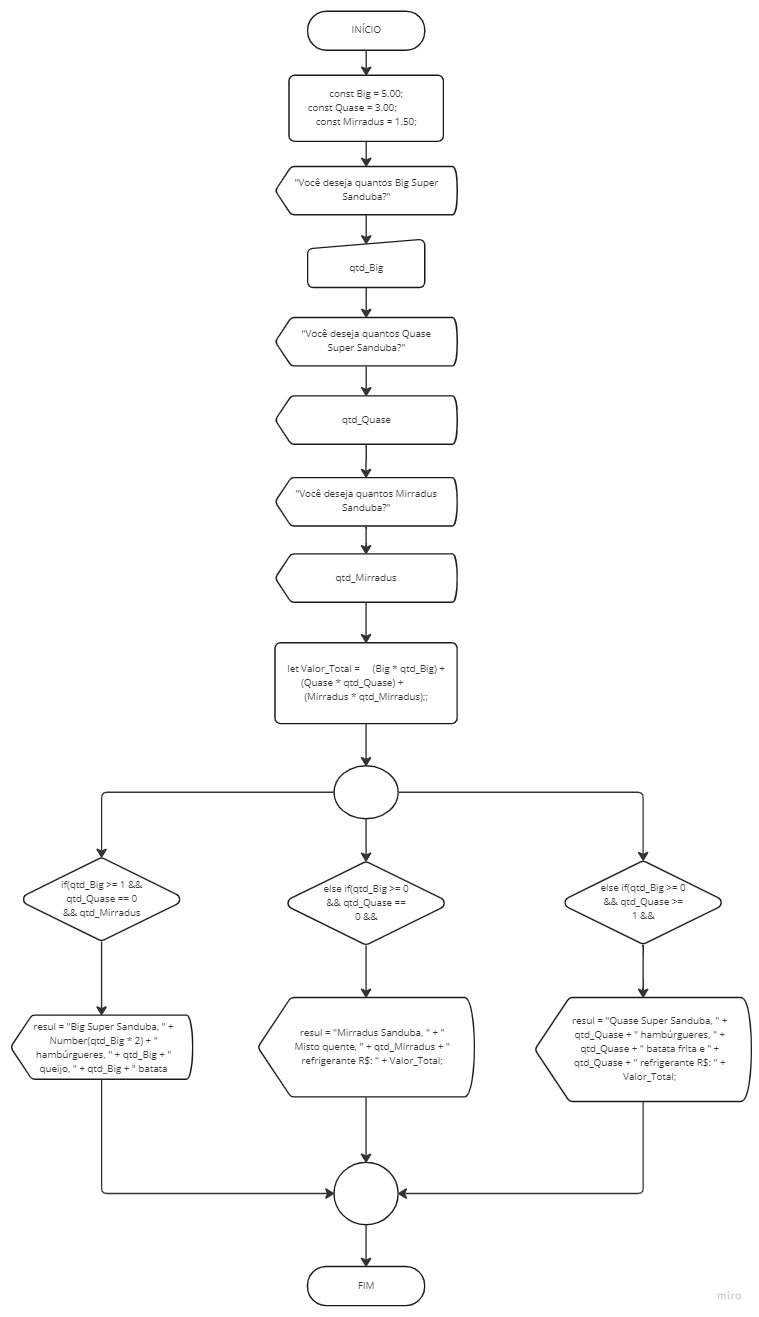 INÍCIO
const Big = 5.00;
const Quase = 3.00;
const Mirradus = 1.50;
"Você deseja quantos Big Super
Sanduba?"
qtd_Big
"Você deseja quantos Quase
Super Sanduba?"
qtd_Quase
"Você deseja quantos Mirradus
Sanduba?"
qtd_Mirradus
let Valor_Total = (Big * qtd_Big) +
(Quase * qtd_Quase) +
(Mirradus * qtd_Mirradus);;
if(qtd_Big >= 1 &&
qtd_Quase == 0
&& qtd_Mirradus
else if(qtd_Big >= 0
&& qtd_Quase ==
0 &&
else if(qtd_Big >= 0
&& qtd_Quase >=
1 &&
resul = "Big Super Sanduba, " +
Number(qtd_Big * 2) + "
hambúrgueres, " + qtd_Big + "
queijo, " + qtd_Big + " batata
resul = "Mirradus Sanduba, " + "
Misto quente, " + qtd_Mirradus + "
refrigerante R$: " + Valor_Total;
resul = "Quase Super Sanduba, " +
qtd_Quase + " hambúrgueres, " +
qtd_Quase + " batata frita e " +
qtd_Quase + " refrigerante R$: " +
Valor_Total;
FIM
miro